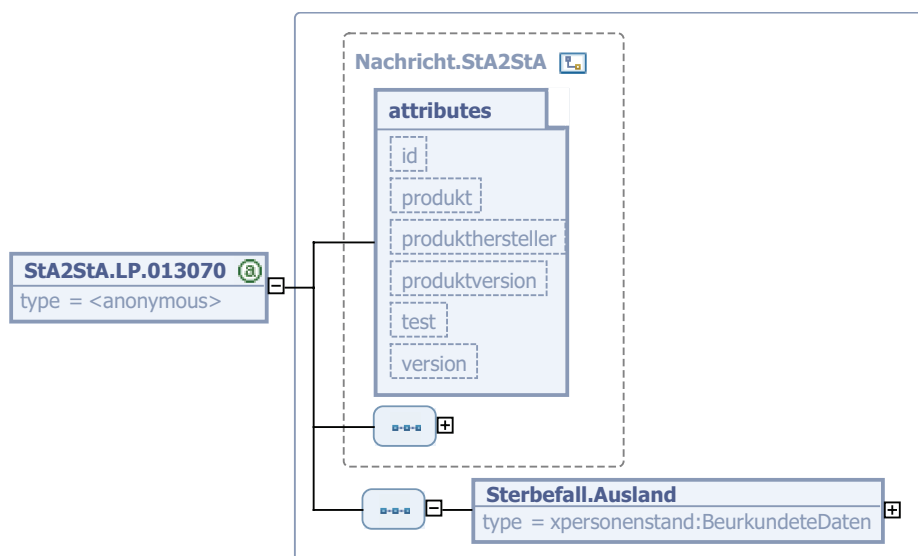 Nachricht.StA2StA
attributes
id
produkt
produkthersteller
produktversion
test
version
StA2StA.LP.013070 @
type = <anonymous>
Sterbefall.Ausland
type = xpersonenstand:BeurkundeteDaten